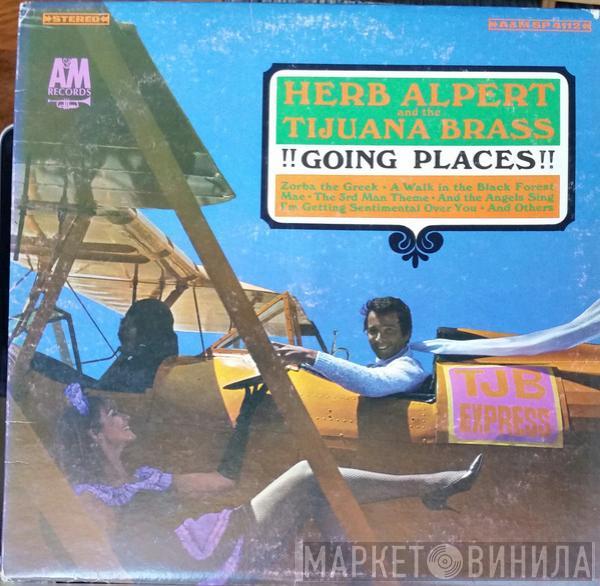 STEREO
A&M SP 4112
A&M
RECORDS
HERB ALPERT
and the
TIJUANA BRASS
!!GOING PLACES!!
Zorba the Greek • A Walk in the Black Forest
Mae • The 3rd Man Theme • And the Angels Sing
I'm Getting Sentimental Over You • And Others
TJB
EXPRESS
МАРКЕТ ВИНИЛА